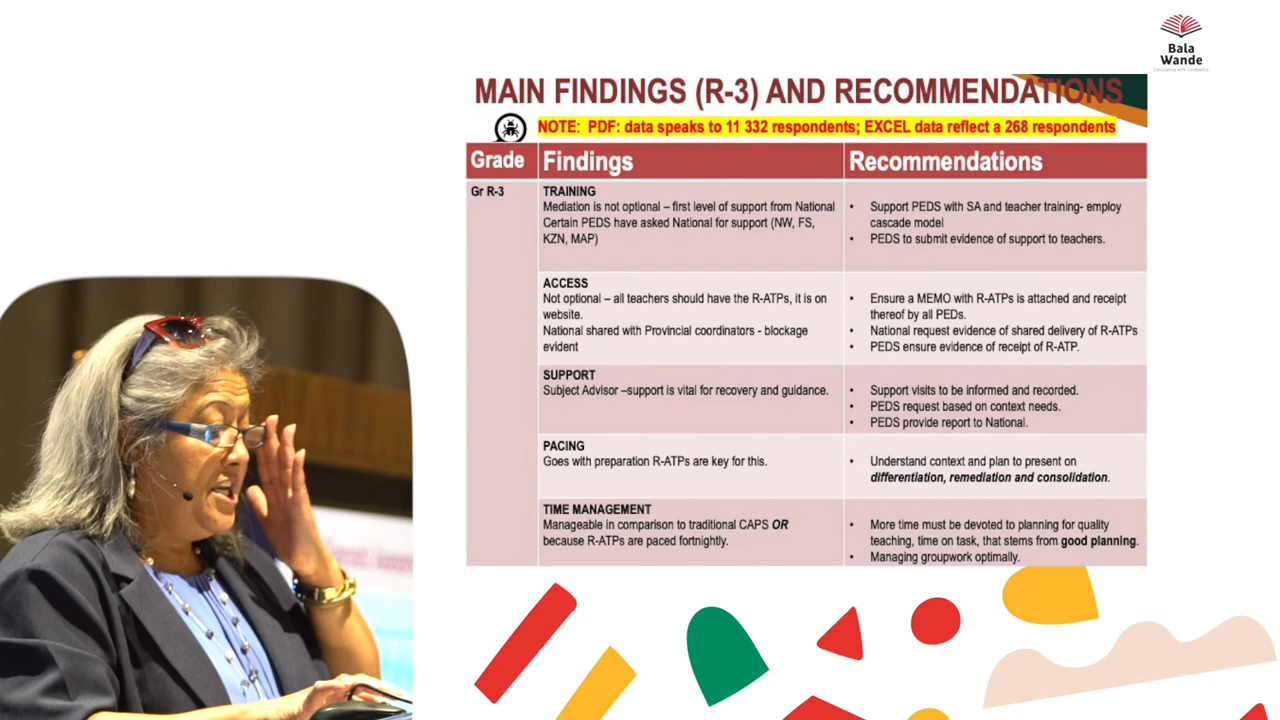 Bala
Wande
Calculating with Confidence
MAIN FINDINGS (R-3) AND RECOMMENDATIONS
NOTE: PDF: data speaks to 11 332 respondents; EXCEL data reflect a 268 respondents
Grade
Findings
Recommendations
Gr R-3
TRAINING
Mediation is not optional – first level of support from National
Certain PEDS have asked National for support (NW, FS,
KZN, MAP)
• Support PEDS with SA and teacher training- employ
cascade model
• PEDS to submit evidence of support to teachers.
ACCESS
Not optional – all teachers should have the R-ATPs, it is on
website.
National shared with Provincial coordinators - blockage
evident
• Ensure a MEMO with R-ATPs is attached and receipt
thereof by all PEDs.
• National request evidence of shared delivery of R-ATPs
• PEDS ensure evidence of receipt of R-ATP.
SUPPORT
Subject Advisor –support is vital for recovery and guidance.
• Support visits to be informed and recorded.
• PEDS request based on context needs.
• PEDS provide report to National.
PACING
Goes with preparation R-ATPs are key for this.
• Understand context and plan to present on
differentiation, remediation and consolidation.
TIME MANAGEMENT
Manageable in comparison to traditional CAPS OR
because R-ATPs are paced fortnightly.
• More time must be devoted to planning for quality
teaching, time on task, that stems from good planning.
• Managing groupwork optimally.